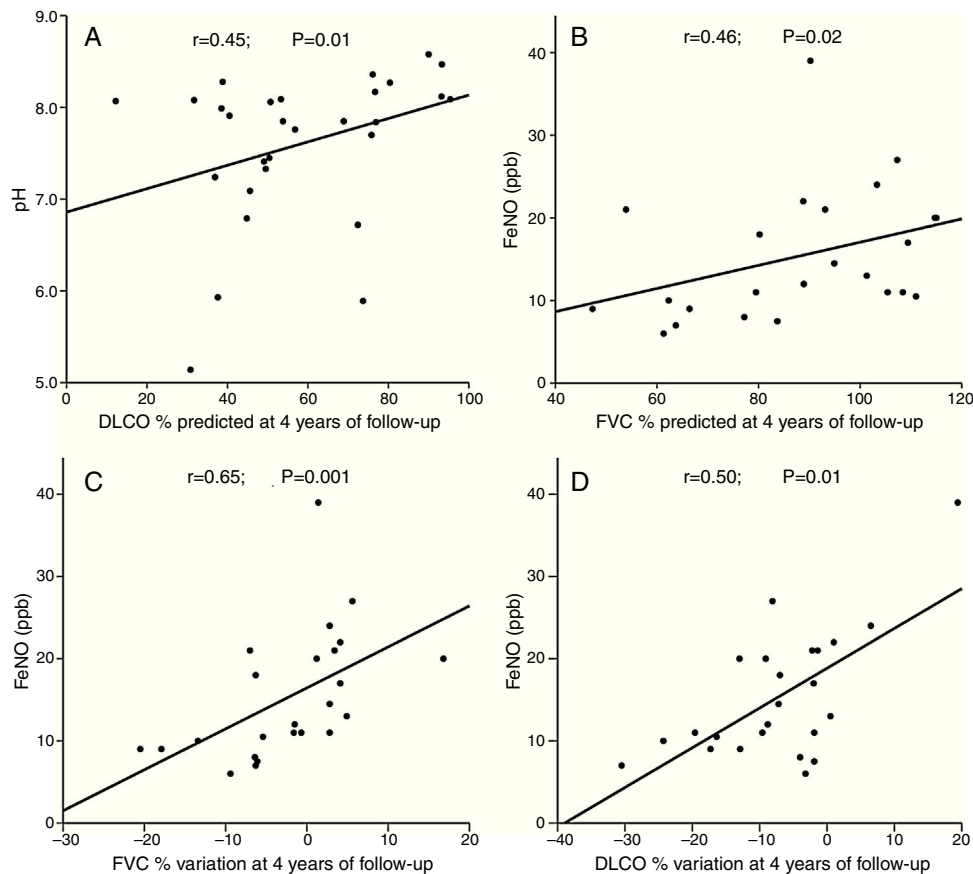 A
r=0.45; P=0.01
9.0
8.0
7.0
6.0
5.0
pH
0 20 40 60 80 100
DLCO % predicted at 4 years of follow-up
B
r=0.46; P=0.02
40
30
20
10
0
FeNO (ppb)
40 60 80 100 120
FVC % predicted at 4 years of follow-up
C
r=0.65; P=0.001
40
30
20
10
0
FeNO (ppb)
–30 –20 –10 0 10 20
FVC % variation at 4 years of follow-up
D
r=0.50; P=0.01
40
30
20
10
0
FeNO (ppb)
–40 –30 –20 –10 0 10 20
DLCO % variation at 4 years of follow-up